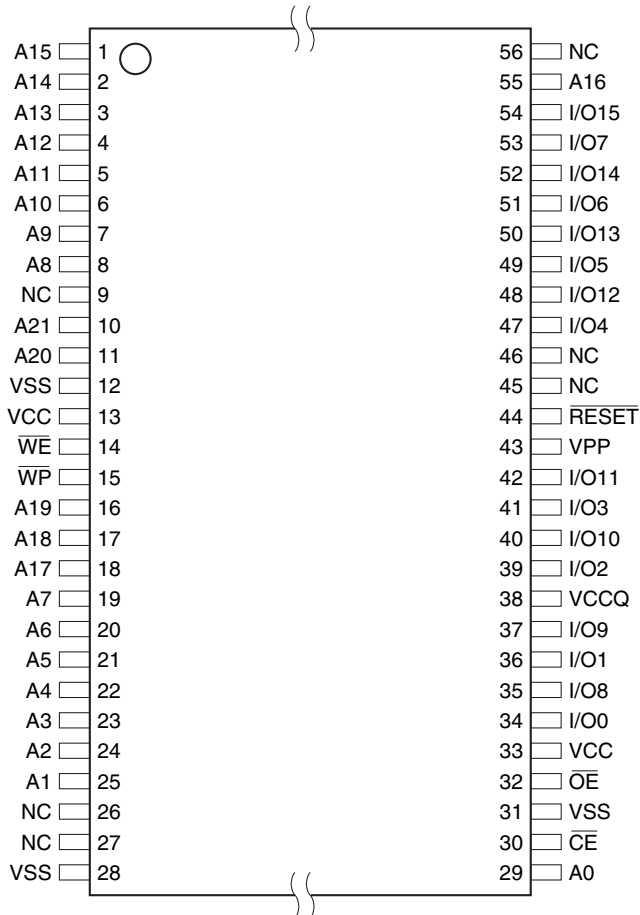 A15 1 56 NC
A14 2 55 A16
A13 3 54 I/O15
A12 4 53 I/O7
A11 5 52 I/O14
A10 6 51 I/O6
A9 7 50 I/O13
A8 8 49 I/O5
NC 9 48 I/O12
A21 10 47 I/O4
A20 11 46 NC
VSS 12 45 NC
VCC 13 44 R̅E̅S̅E̅T̅
W̅E̅ 14 43 VPP
W̅P̅ 15 42 I/O11
A19 16 41 I/O3
A18 17 40 I/O10
A17 18 39 I/O2
A7 19 38 VCCQ
A6 20 37 I/O9
A5 21 36 I/O1
A4 22 35 I/O8
A3 23 34 I/O0
A2 24 33 VCC
A1 25 32 O̅E̅
NC 26 31 VSS
NC 27 30 C̅E̅
VSS 28 29 A0